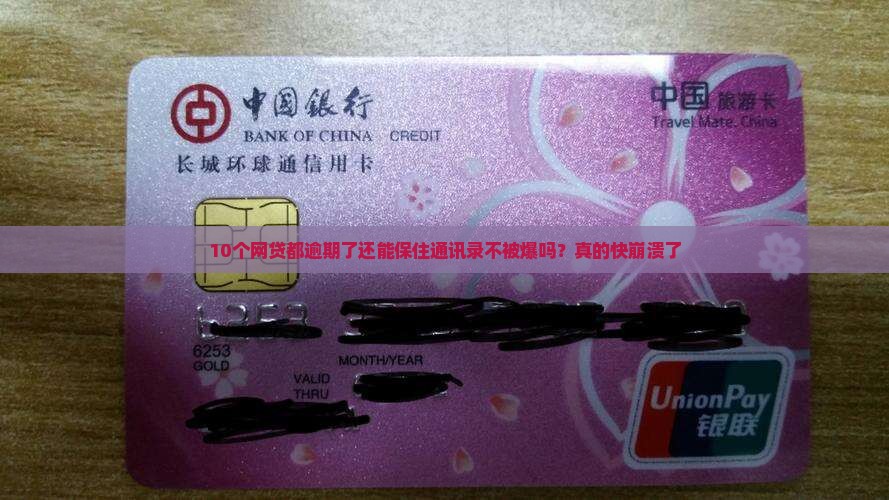 中国銀行
BANK OF CHINA CREDIT
长城环球通信用卡
中国 旅游卡
Travel Mate. China
10个网贷都逾期了还能保住通讯录不被爆吗？真的快崩溃了
6253
6253
GOLD
MONTH/YEAR
VALID
THRU
UnionPay
银联